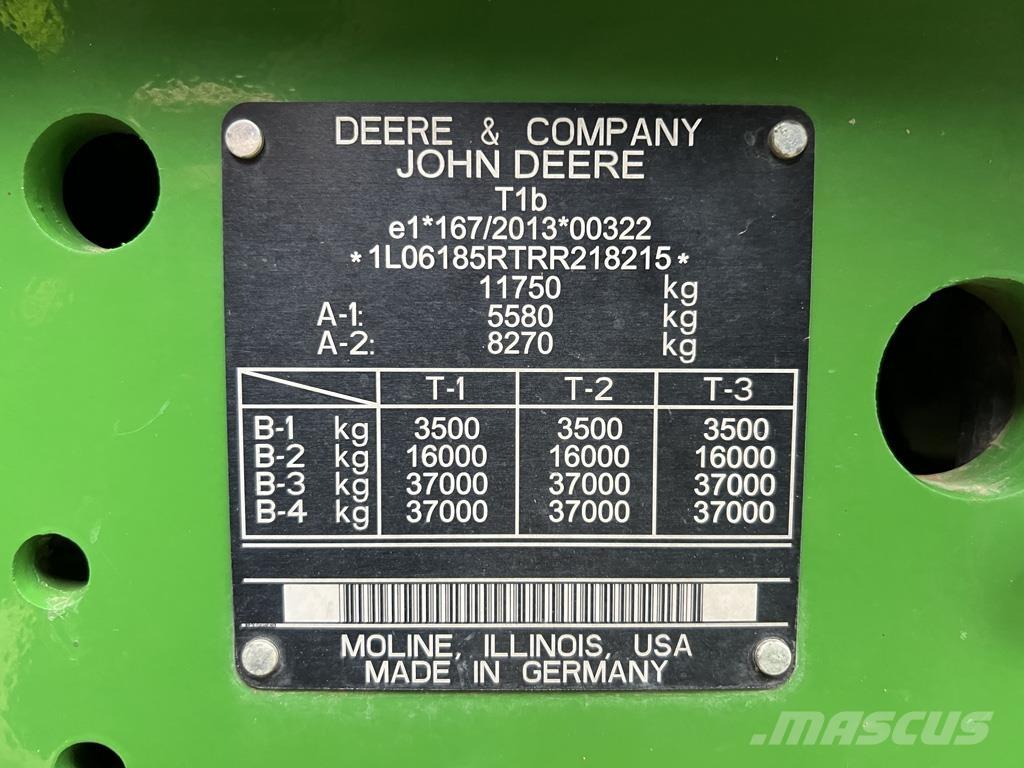 DEERE & COMPANY
JOHN DEERE
T1b
e1*167/2013*00322
*1L06185RTRR218215*
11750 kg
A-1: 5580 kg
A-2: 8270 kg
T-1 T-2 T-3
B-1 kg 3500 3500 3500
B-2 kg 16000 16000 16000
B-3 kg 37000 37000 37000
B-4 kg 37000 37000 37000
MOLINE, ILLINOIS, USA
MADE IN GERMANY
MASCUS